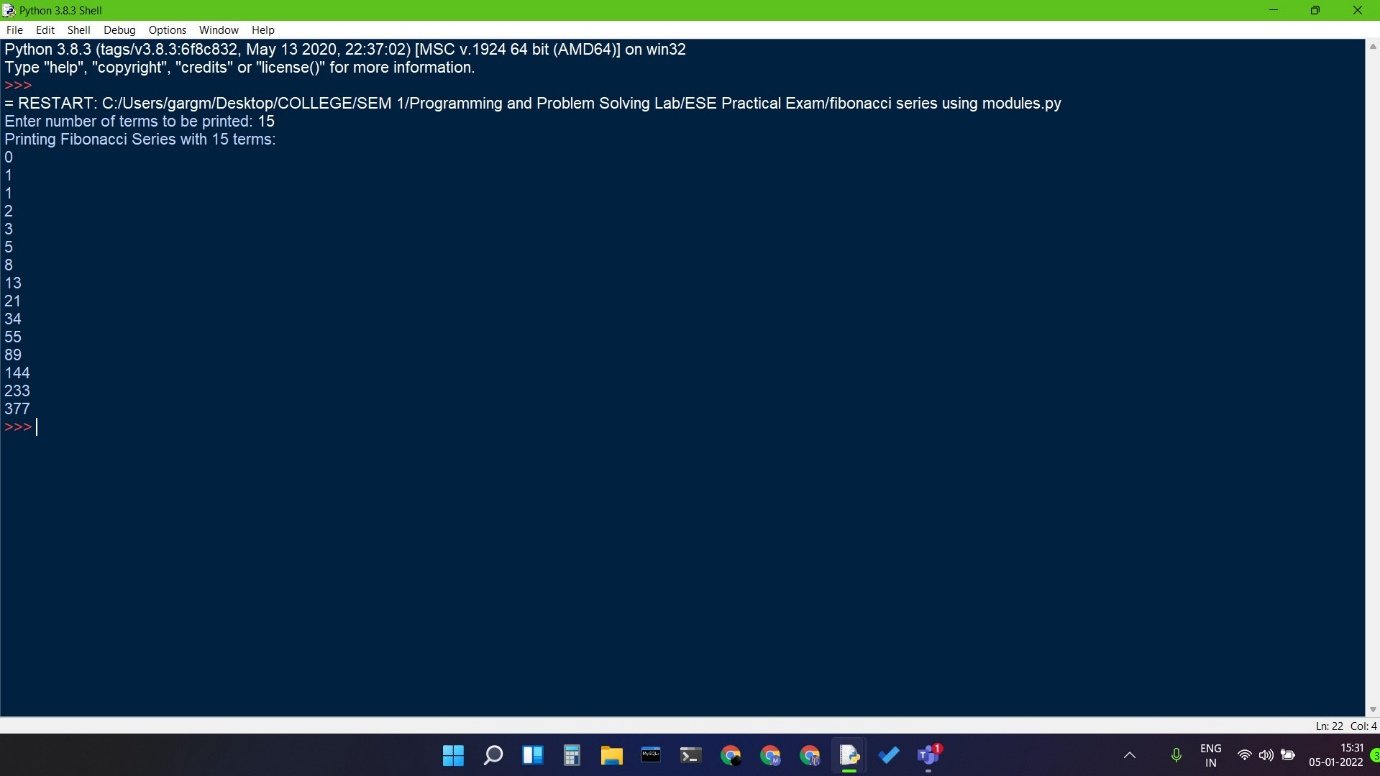 Python 3.8.3 Shell
File Edit Shell Debug Options Window Help
Python 3.8.3 (tags/v3.8.3:6f8c832, May 13 2020, 22:37:02) [MSC v.1924 64 bit (AMD64)] on win32
Type "help", "copyright", "credits" or "license()" for more information.
>>>
= RESTART: C:/Users/gargm/Desktop/COLLEGE/SEM 1/Programming and Problem Solving Lab/ESE Practical Exam/fibonacci series using modules.py
Enter number of terms to be printed: 15
Printing Fibonacci Series with 15 terms:
0
1
1
2
3
5
8
13
21
34
55
89
144
233
377
>>>
Ln: 22 Col: 4
MySQL
1
ENG
IN
15:31
05-01-2022
3